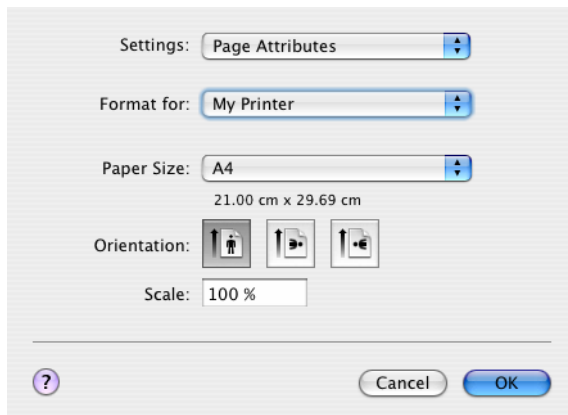 Settings: Page Attributes
Format for: My Printer
Paper Size: A4
21.00 cm x 29.69 cm
Orientation:
Scale: 100 %
? Cancel OK